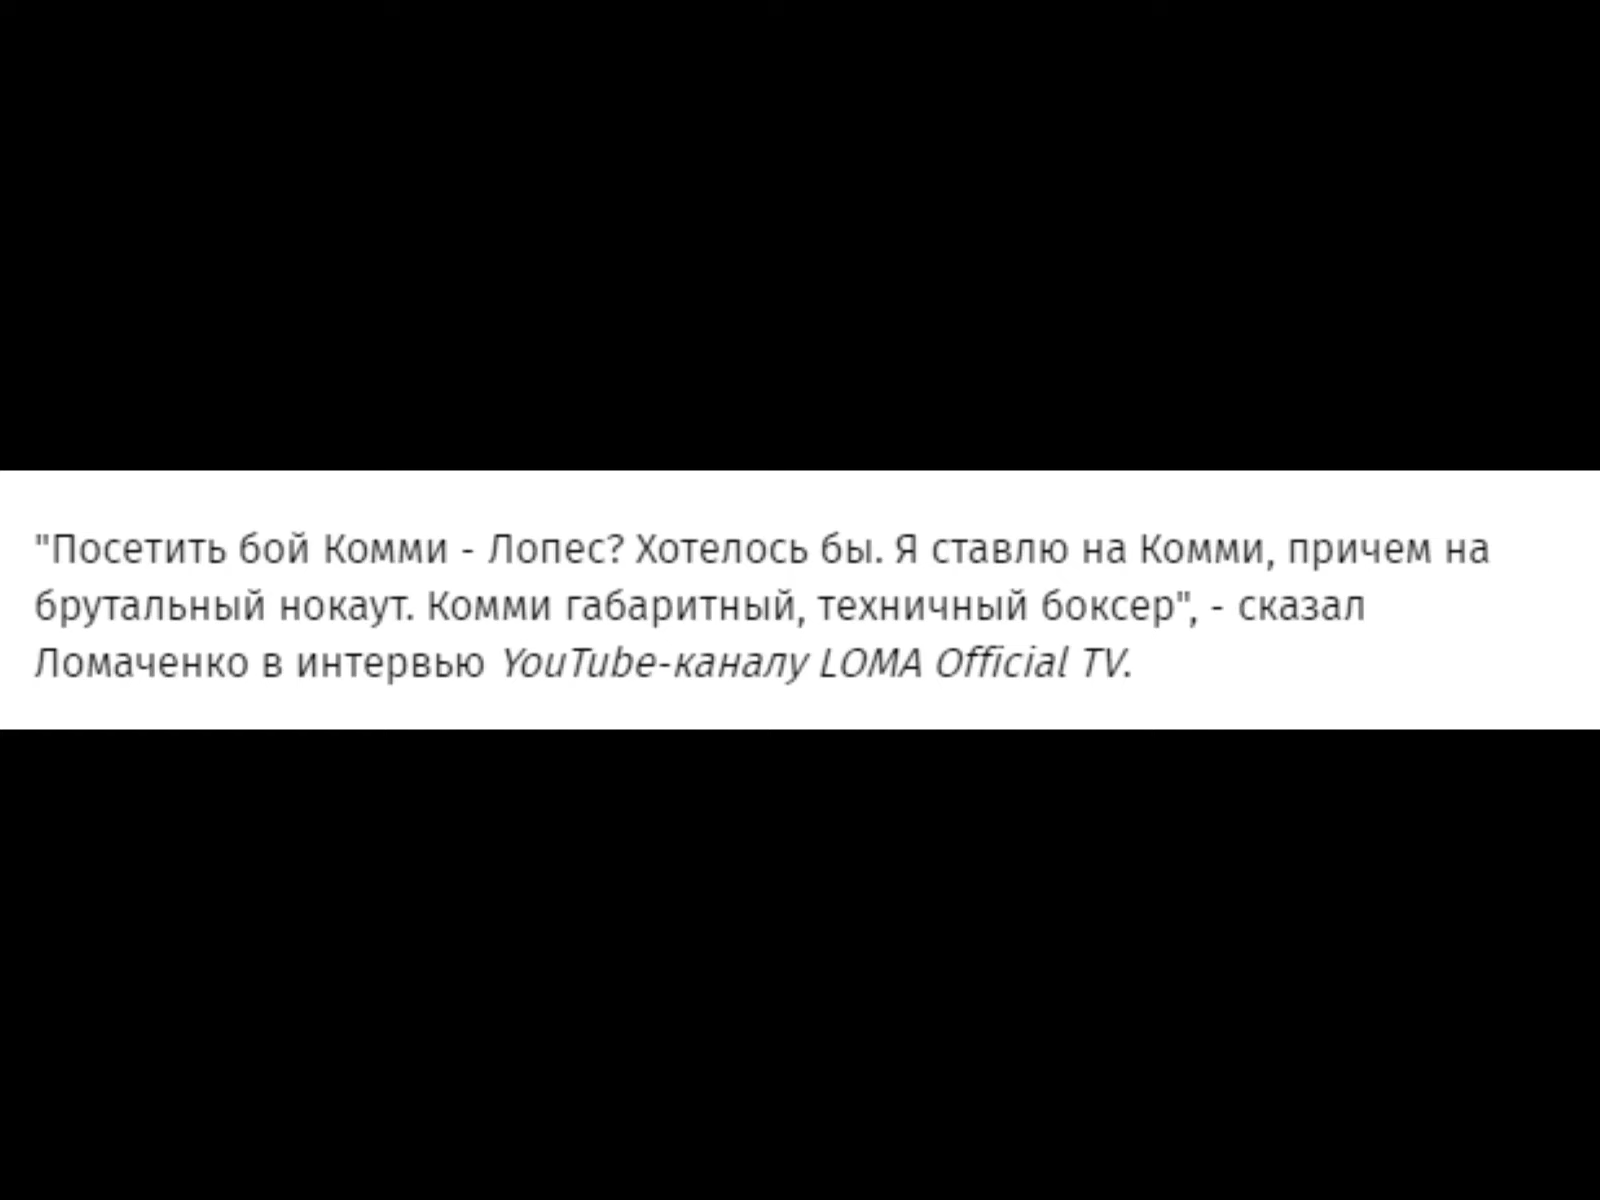 "Посетить бой Комми - Лопес? Хотелось бы. Я ставлю на Комми, причем на
брутальный нокаут. Комми габаритный, техничный боксер", - сказал
Ломаченко в интервью YouTube-каналу LOMA Official TV.